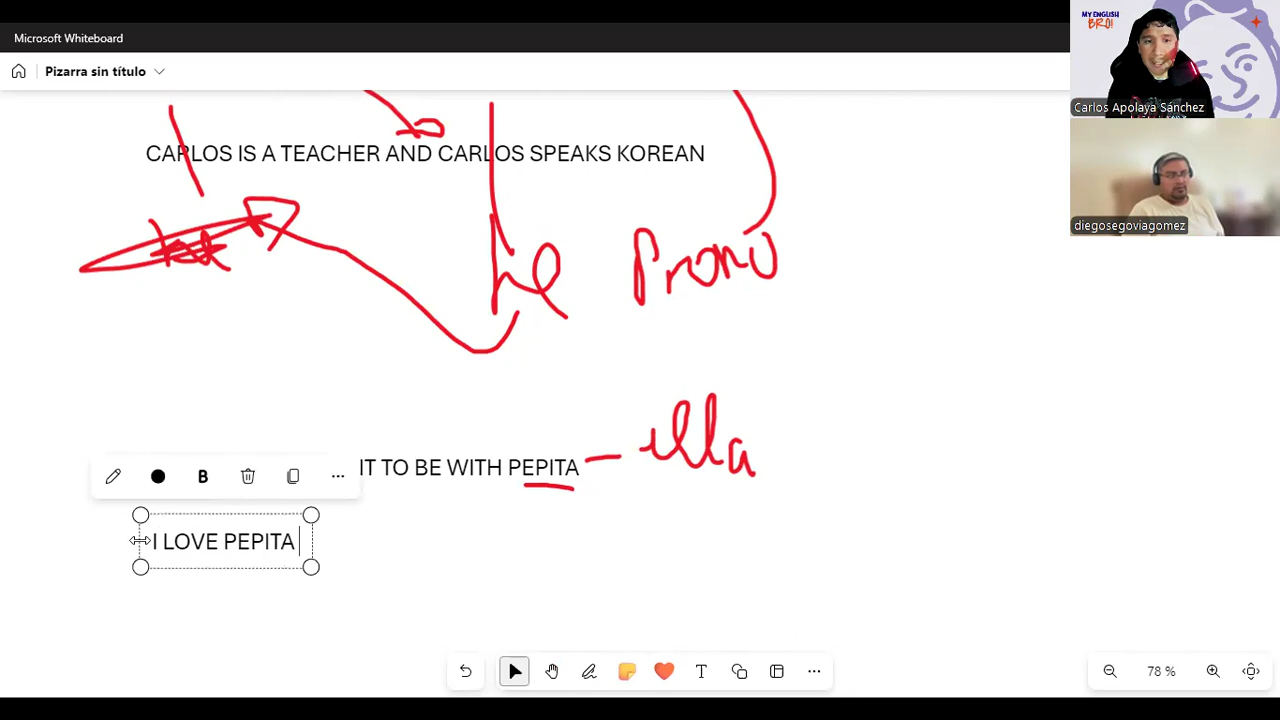 Microsoft Whiteboard
Pizarra sin título
MY ENGLISH
BRO!
Carlos Apolaya Sánchez
diegosegoviagomez
CARLOS IS A TEACHER AND CARLOS SPEAKS KOREAN
he Prono
IT TO BE WITH PEPITA – ella
B
I LOVE PEPITA
T
78 %